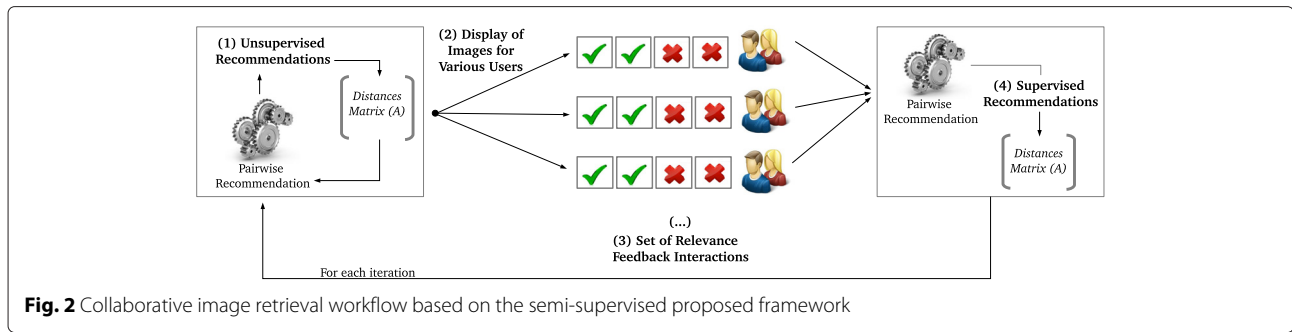 (1) Unsupervised
Recommendations
Distances
Matrix (A)
Pairwise
Recommendation
(2) Display of
Images for
Various Users
(...)
(3) Set of Relevance
Feedback Interactions
Pairwise
Recommendation
(4) Supervised
Recommendations
Distances
Matrix (A)
For each iteration
Fig. 2 Collaborative image retrieval workflow based on the semi-supervised proposed framework